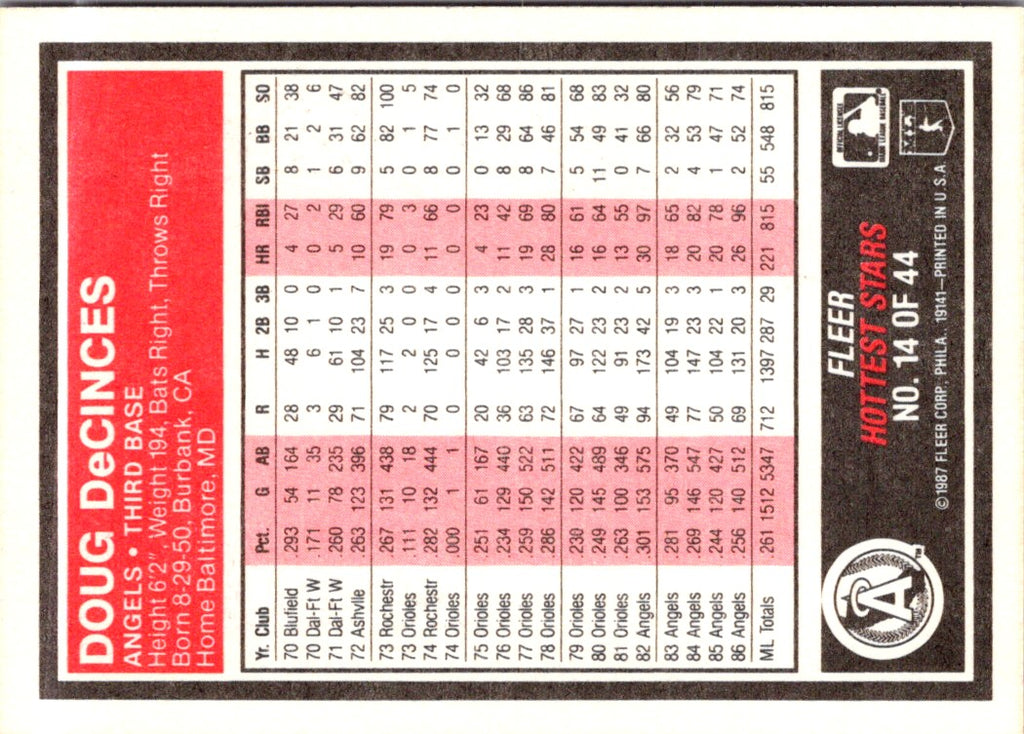 DOUG DeCINCES
ANGELS • THIRD BASE
Height 6'2", Weight 194, Bats Right, Throws Right
Born 8-29-50, Burbank, CA
Home Baltimore, MD
Yr. Club Pct. G AB R H 2B 3B HR RBI SB BB SO
70 Blufield .293 54 164 28 48 10 0 4 27 8 21 38
70 Dal-Ft W .171 11 35 3 6 1 0 0 2 1 2 6
71 Dal-Ft W .260 78 235 29 61 10 1 5 29 6 31 47
72 Ashvlle .263 123 396 71 104 23 7 10 60 9 62 82
73 Rochestr .267 131 438 79 117 25 3 19 79 5 82 100
73 Orioles .111 10 18 2 2 0 0 0 3 0 1 5
74 Rochestr .282 132 444 70 125 17 4 11 66 8 77 74
74 Orioles .000 1 1 0 0 0 0 0 0 0 1 0
75 Orioles .251 61 167 20 42 6 3 4 23 0 13 32
76 Orioles .234 129 440 36 103 17 2 11 42 8 29 68
77 Orioles .259 150 522 63 135 28 3 19 69 8 64 86
78 Orioles .286 142 511 72 146 37 1 28 80 7 46 81
79 Orioles .230 120 422 67 97 27 1 16 61 5 54 68
80 Orioles .249 145 489 64 122 23 2 16 64 11 49 83
81 Orioles .263 100 346 49 91 23 2 13 55 0 41 32
82 Angels .301 153 575 94 173 42 5 30 97 7 66 80
83 Angels .281 95 370 49 104 19 3 18 65 2 32 56
84 Angels .269 146 547 77 147 23 3 20 82 4 53 79
85 Angels .244 120 427 50 104 22 1 20 78 1 47 71
86 Angels .256 140 512 69 131 20 3 26 96 2 52 74
ML Totals .261 1512 5347 712 1397 287 29 221 815 55 548 815
FLEER
HOTTEST STARS
NO. 14 OF 44
©1987 FLEER CORP., PHILA., 19141—PRINTED IN U.S.A.
A
TM